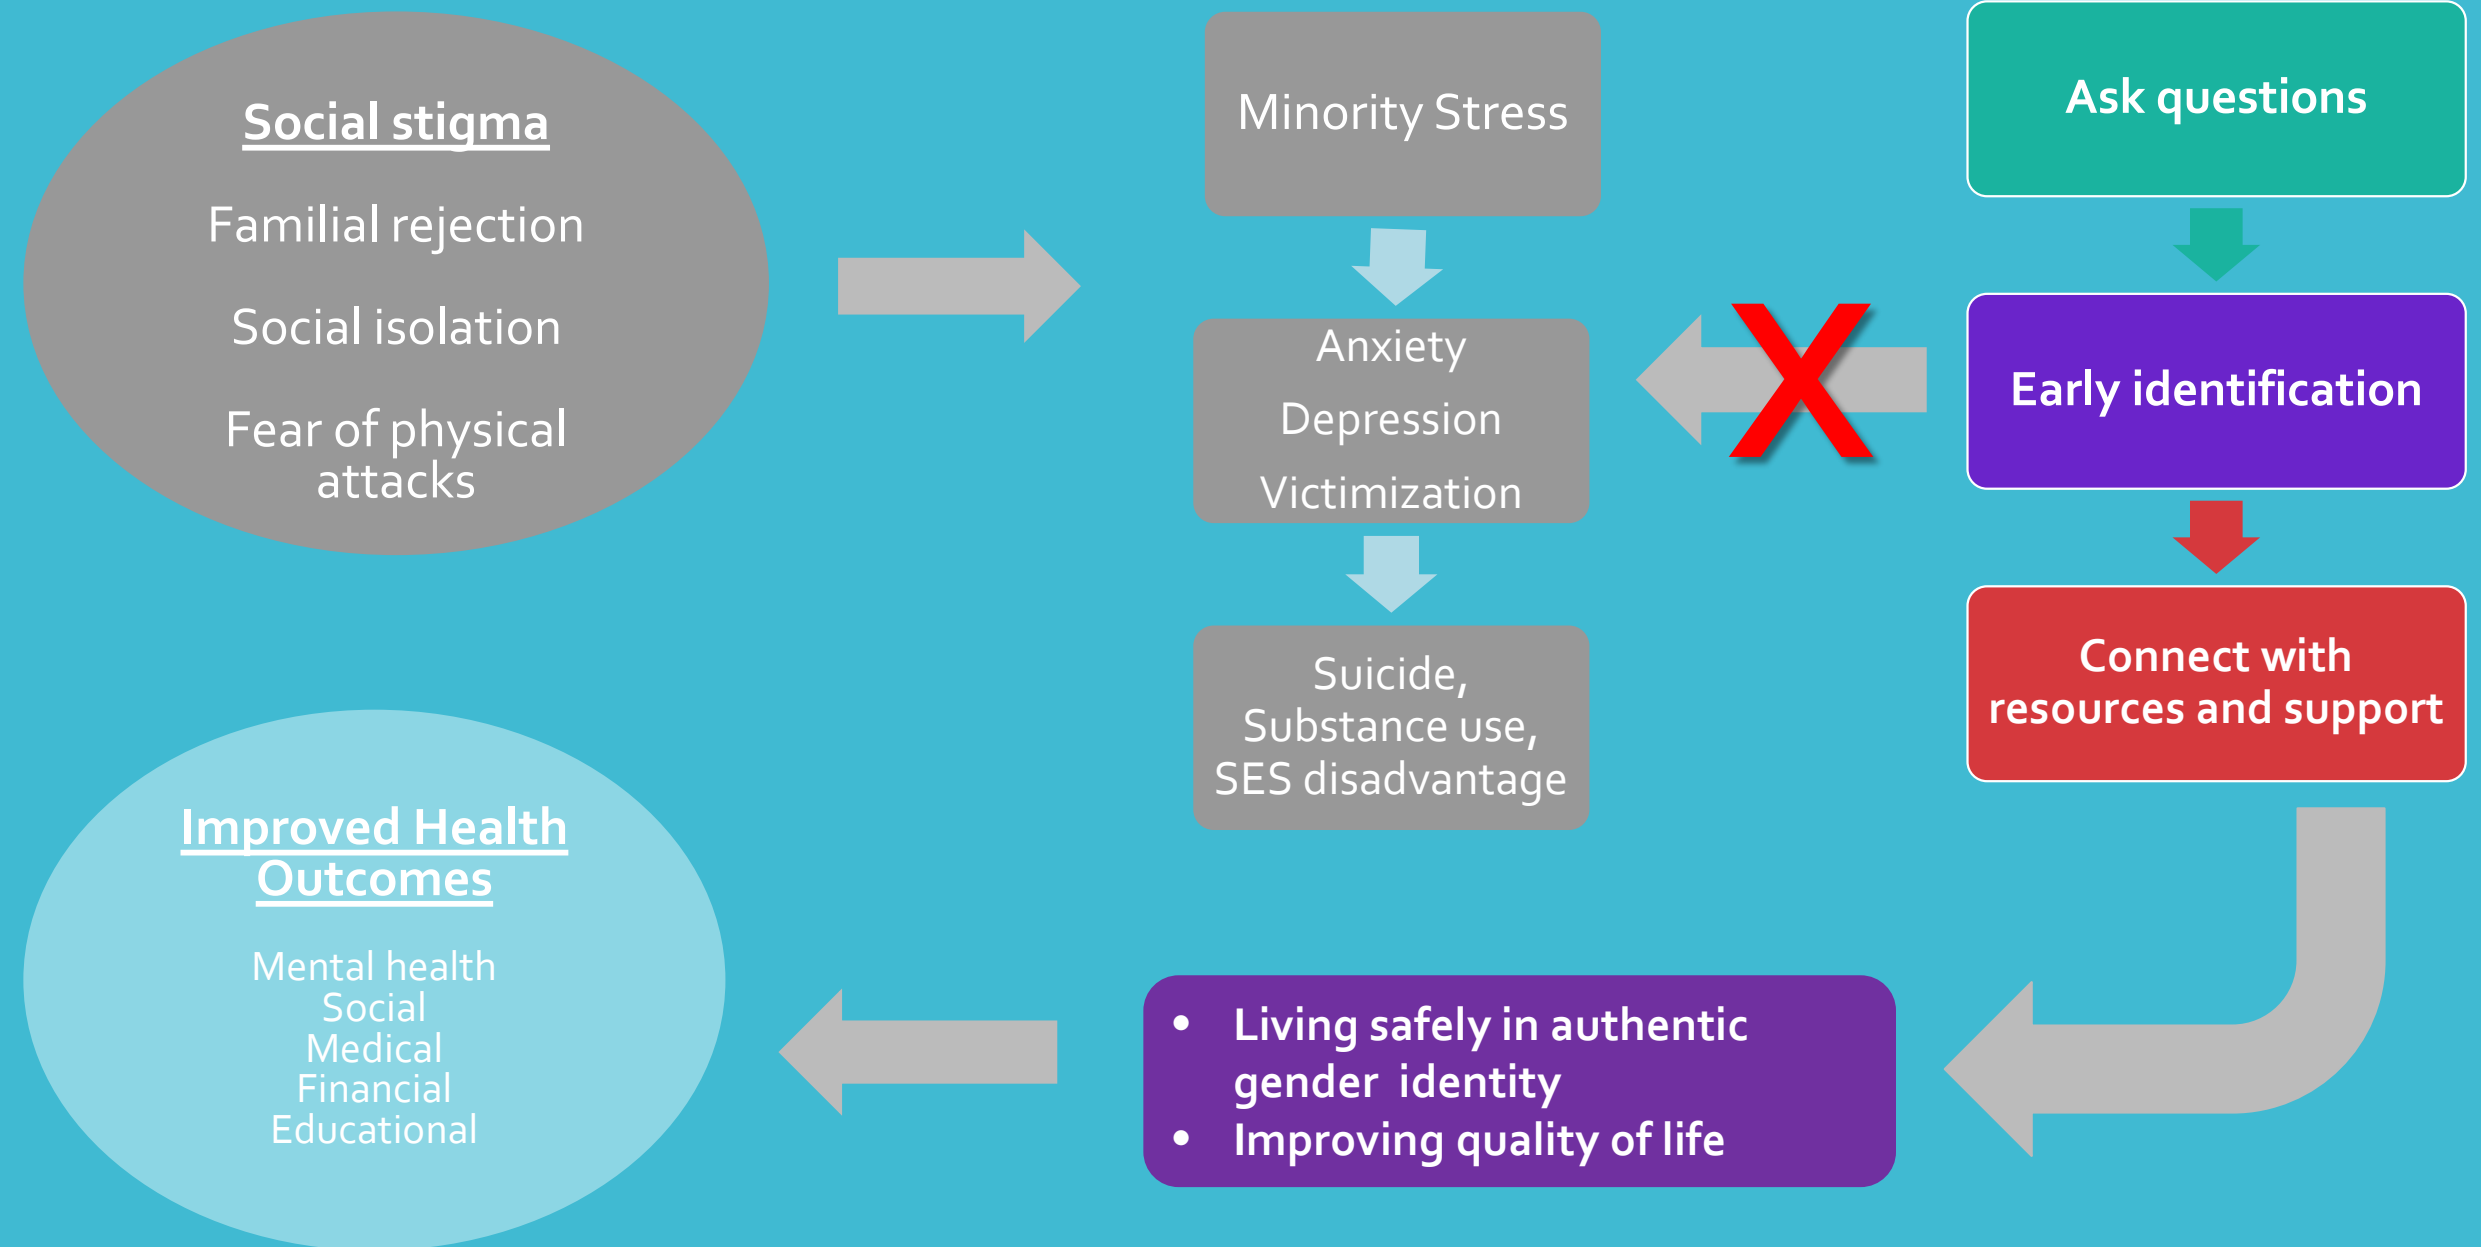 Social stigma
Familial rejection
Social isolation
Fear of physical
attacks
Minority Stress
Anxiety
Depression
Victimization
Suicide,
Substance use,
SES disadvantage
Ask questions
Early identification
X
Connect with
resources and support
• Living safely in authentic
gender  identity
• Improving quality of life
Improved Health
Outcomes
Mental health
Social
Medical
Financial
Educational